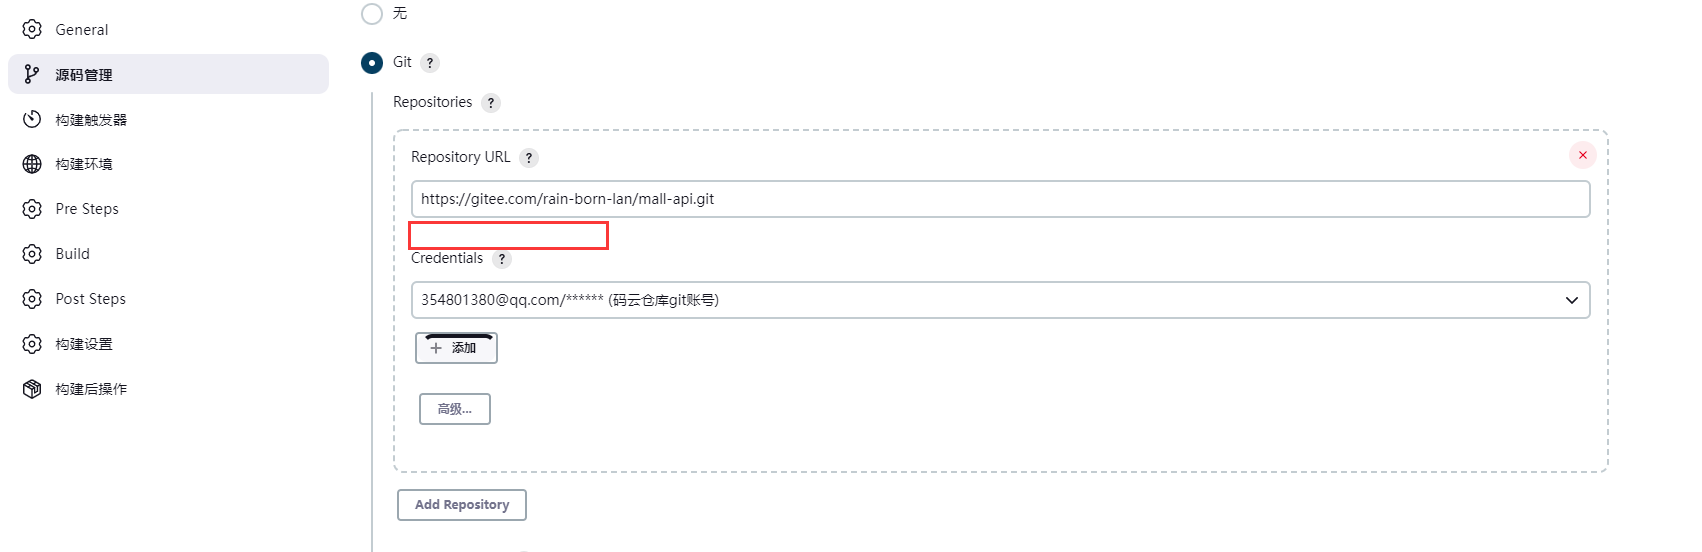 General
源码管理
构建触发器
构建环境
Pre Steps
Build
Post Steps
构建设置
构建后操作
无
Git ?
Repositories ?
Repository URL ?
https://gitee.com/rain-born-lan/mall-api.git
Credentials ?
354801380@qq.com/****** (码云仓库git账号)
+ 添加
高级...
Add Repository